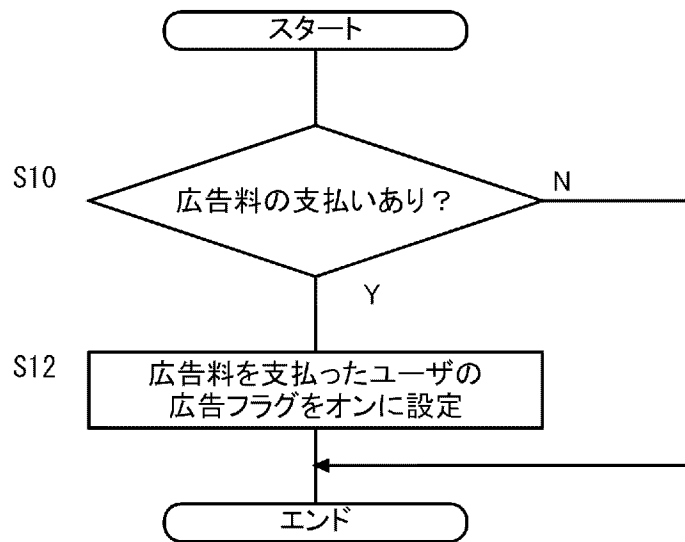 スタート
S10
広告料の支払いあり？
N
Y
S12
広告料を支払ったユーザの
広告フラグをオンに設定
エンド